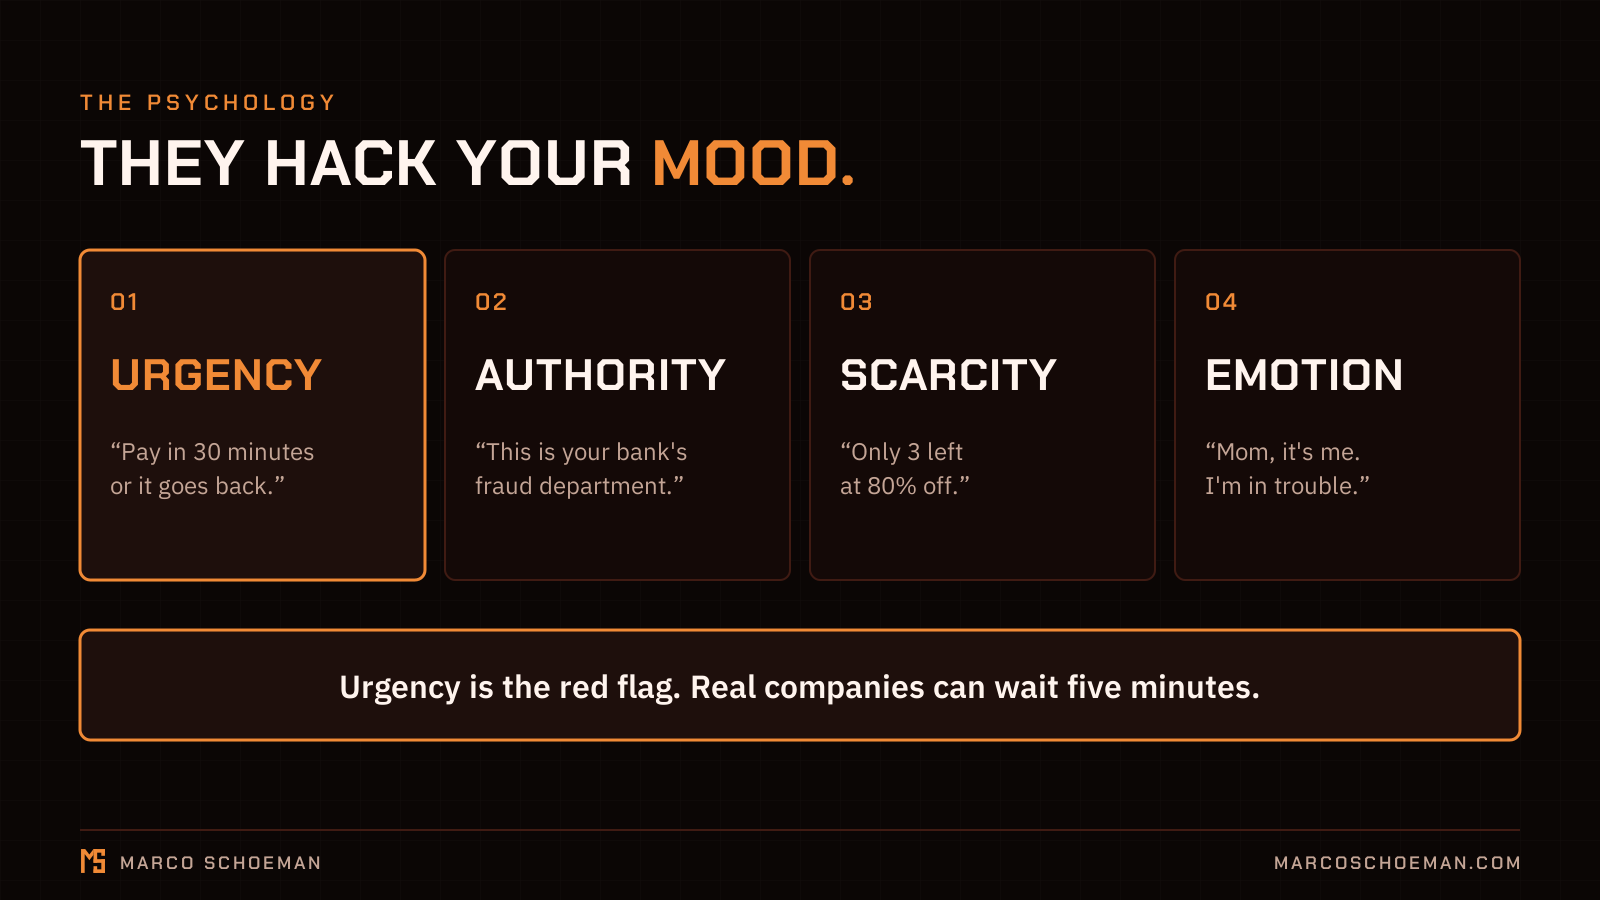 THE PSYCHOLOGY
THEY HACK YOUR MOOD.
01
URGENCY
“Pay in 30 minutes
or it goes back.”
02
AUTHORITY
“This is your bank's
fraud department.”
03
SCARCITY
“Only 3 left
at 80% off.”
04
EMOTION
“Mom, it's me.
I'm in trouble.”
Urgency is the red flag. Real companies can wait five minutes.
MS MARCO SCHOEMAN
MARCOSCHOEMAN.COM